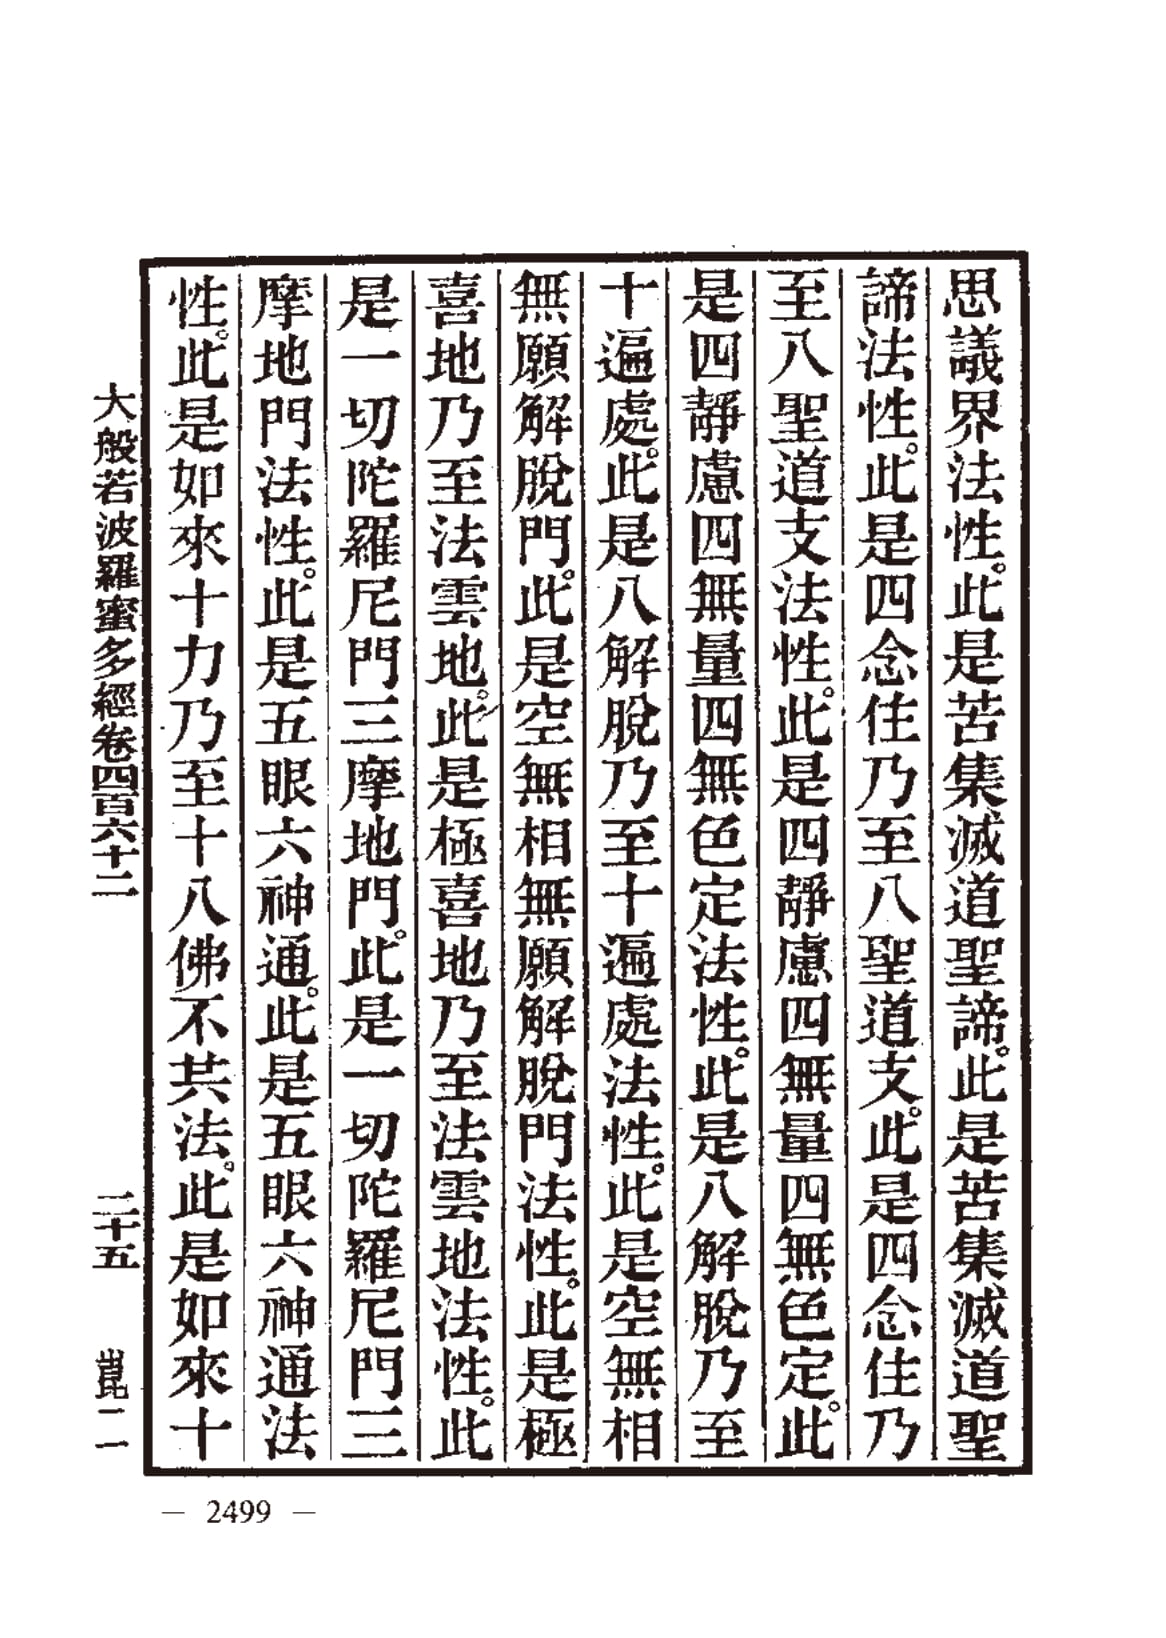 思議界法性。此是苦集滅道聖諦。此是苦集滅道聖
諦法性。此是四念住乃至八聖道支。此是四念住乃
至八聖道支法性。此是四靜慮四無量四無色定。此
是四靜慮四無量四無色定法性。此是八解脫乃至
十遍處。此是八解脫乃至十遍處法性。此是空無相
無願解脫門。此是空無相無願解脫門法性。此是極
喜地乃至法雲地。此是極喜地乃至法雲地法性。此
是一切陀羅尼門三摩地門。此是一切陀羅尼門三
摩地門法性。此是五眼六神通。此是五眼六神通法
性。此是如來十力乃至十八佛不共法。此是如來十
大般若波羅蜜多經卷四百六十二 二十五 崑二一
— 2499 —